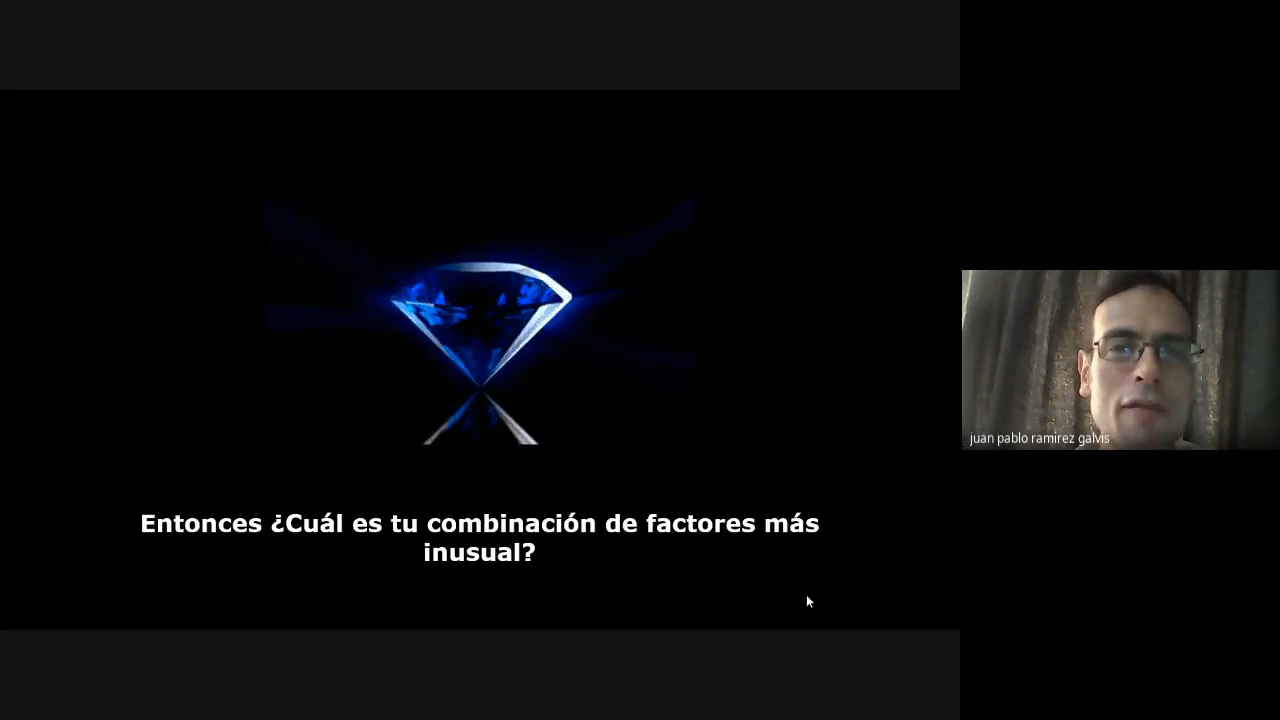 Entonces ¿Cuál es tu combinación de factores más
inusual?
juan pablo ramirez galvis